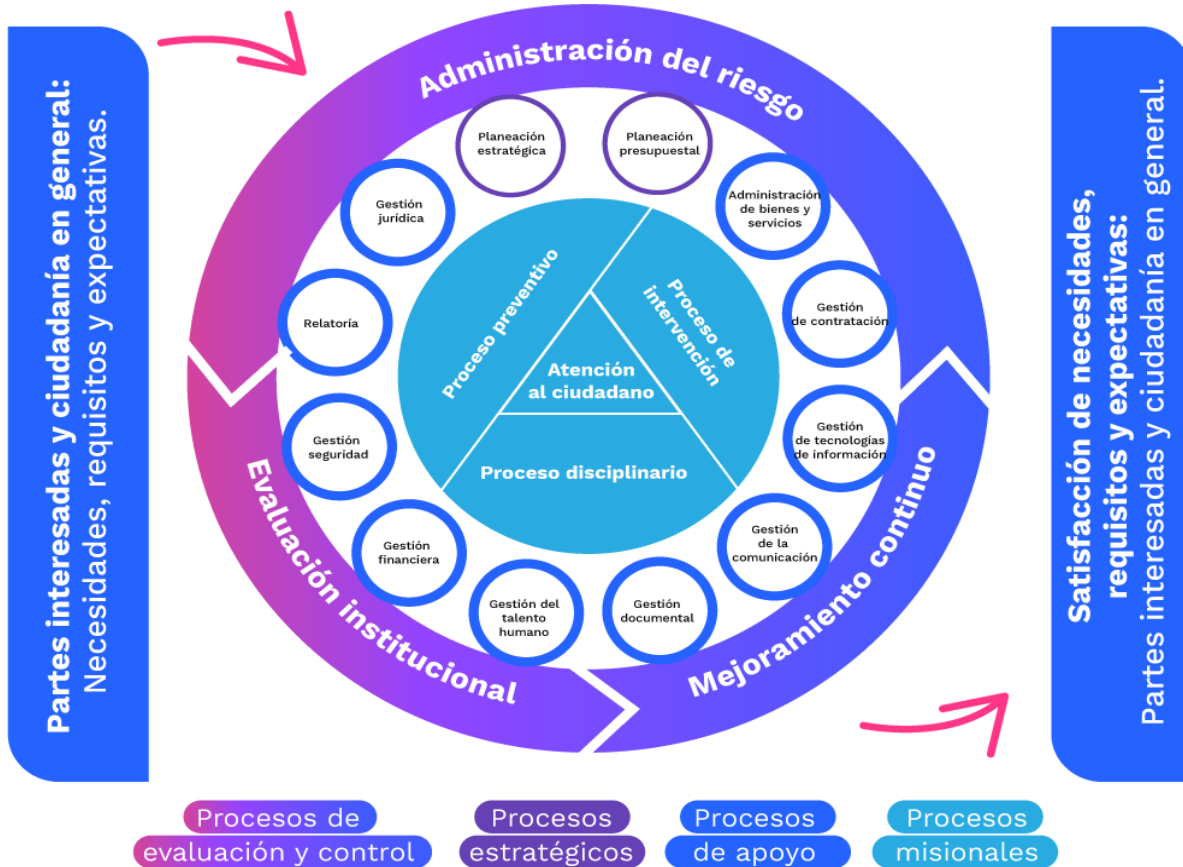 Partes interesadas y ciudadanía en general:
Necesidades, requisitos y expectativas.
Administración del riesgo
Planeación
estratégica
Planeación
presupuestal
Gestión
jurídica
Administración
de bienes y
servicios
Relatoría
Gestión
de contratación
Gestión
seguridad
Gestión
de tecnologías
de información
Gestión
financiera
Gestión
de la
comunicación
Gestión del
talento
humano
Gestión
documental
Proceso preventivo
Proceso de
intervención
Atención
al ciudadano
Proceso disciplinario
Evaluación institucional
Mejoramiento continuo
Satisfacción de necesidades,
requisitos y expectativas:
Partes interesadas y ciudadanía en general.
Procesos de
evaluación y control
Procesos
estratégicos
Procesos
de apoyo
Procesos
misionales